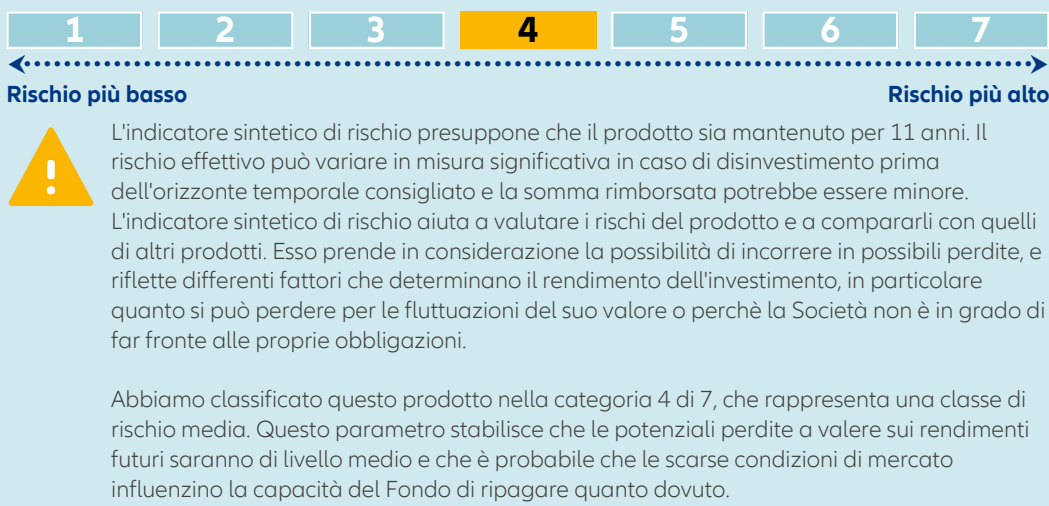 1 2 3 4 5 6 7
Rischio più basso Rischio più alto
L'indicatore sintetico di rischio presuppone che il prodotto sia mantenuto per 11 anni. Il
rischio effettivo può variare in misura significativa in caso di disinvestimento prima
dell'orizzonte temporale consigliato e la somma rimborsata potrebbe essere minore.
L'indicatore sintetico di rischio aiuta a valutare i rischi del prodotto e a compararli con quelli
di altri prodotti. Esso prende in considerazione la possibilità di incorrere in possibili perdite, e
riflette differenti fattori che determinano il rendimento dell'investimento, in particolare
quanto si può perdere per le fluttuazioni del suo valore o perchè la Società non è in grado di
far fronte alle proprie obbligazioni.
Abbiamo classificato questo prodotto nella categoria 4 di 7, che rappresenta una classe di
rischio media. Questo parametro stabilisce che le potenziali perdite a valere sui rendimenti
futuri saranno di livello medio e che è probabile che le scarse condizioni di mercato
influenzino la capacità del Fondo di ripagare quanto dovuto.